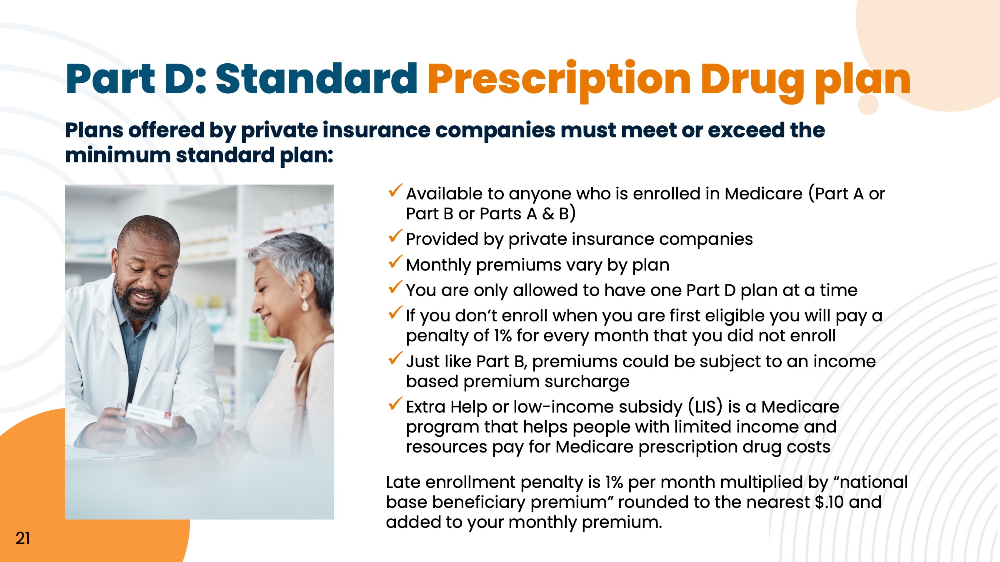 Part D: Standard Prescription Drug plan
Plans offered by private insurance companies must meet or exceed the
minimum standard plan:
✓ Available to anyone who is enrolled in Medicare (Part A or
Part B or Parts A & B)
✓ Provided by private insurance companies
✓ Monthly premiums vary by plan
✓ You are only allowed to have one Part D plan at a time
✓ If you don’t enroll when you are first eligible you will pay a
penalty of 1% for every month that you did not enroll
✓ Just like Part B, premiums could be subject to an income
based premium surcharge
✓ Extra Help or low-income subsidy (LIS) is a Medicare
program that helps people with limited income and
resources pay for Medicare prescription drug costs
Late enrollment penalty is 1% per month multiplied by “national
base beneficiary premium” rounded to the nearest $.10 and
added to your monthly premium.
21